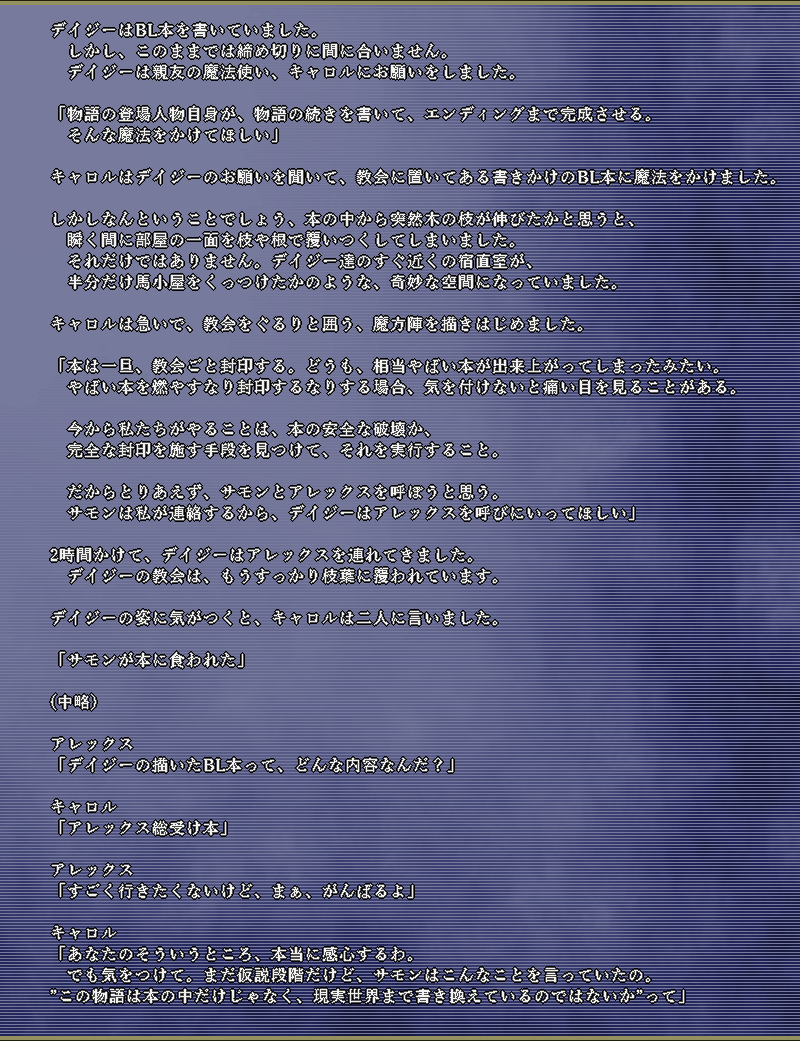 デイジーはBL本を書いていました。
しかし、このままでは締め切りに間に合いません。
デイジーは親友の魔法使い、キャロルにお願いをしました。
「物語の登場人物自身が、物語の続きを書いて、エンディングまで完成させる。
そんな魔法をかけてほしい」
キャロルはデイジーのお願いを聞いて、教会に置いてある書きかけのBL本に魔法をかけました。
しかしなんということでしょう、本の中から突然木の枝が伸びたかと思うと、
瞬く間に部屋の一面を枝や根で覆いつくしてしまいました。
それだけではありません。デイジー達のすぐ近くの宿直室が、
半分だけ馬小屋をくっつけたかのような、奇妙な空間になっていました。
キャロルは急いで、教会をぐるりと囲う、魔方陣を描きはじめました。
「本は一旦、教会ごと封印する。どうも、相当やばい本が出来上がってしまったみたい。
やばい本を燃やすなり封印するなりする場合、気を付けないと痛い目を見ることがある。
今から私たちがやることは、本の安全な破壊か、
完全な封印を施す手段を見つけて、それを実行すること。
だからとりあえず、サモンとアレックスを呼ぼうと思う。
サモンは私が連絡するから、デイジーはアレックスを呼びにいってほしい」
2時間かけて、デイジーはアレックスを連れてきました。
デイジーの教会は、もうすっかり枝葉に覆われています。
デイジーの姿に気がつくと、キャロルは二人に言いました。
「サモンが本に食われた」
(中略)
アレックス
「デイジーの描いたBL本って、どんな内容なんだ？」
キャロル
「アレックス総受け本」
アレックス
「すごく行きたくないけど、まぁ、がんばるよ」
キャロル
「あなたのそういうところ、本当に感心するわ。
でも気をつけて。まだ仮説段階だけど、サモンはこんなことを言っていたの。
"この物語は本の中だけじゃなく、現実世界まで書き換えているのではないか"って」